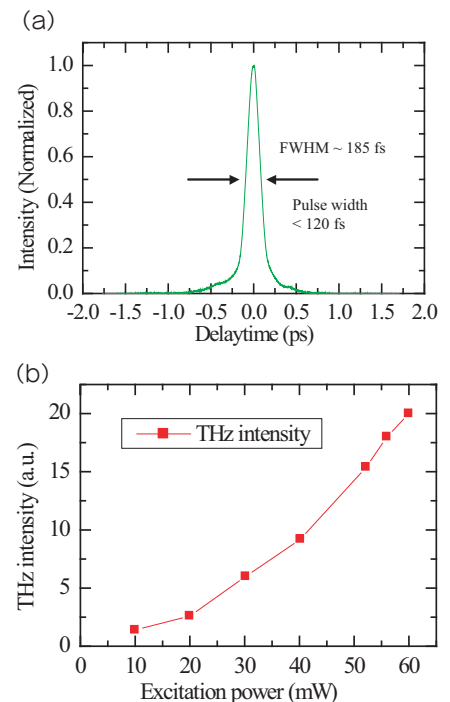 (a)
1.0
0.8
0.6
0.4
0.2
0.0
Intensity (Normalized)
FWHM ~ 185 fs
Pulse width
< 120 fs
-2.0 -1.5 -1.0 -0.5 0.0 0.5 1.0 1.5 2.0
Delaytime (ps)
(b)
20
15
10
5
0
THz intensity (a.u.)
THz intensity
0 10 20 30 40 50 60
Excitation power (mW)